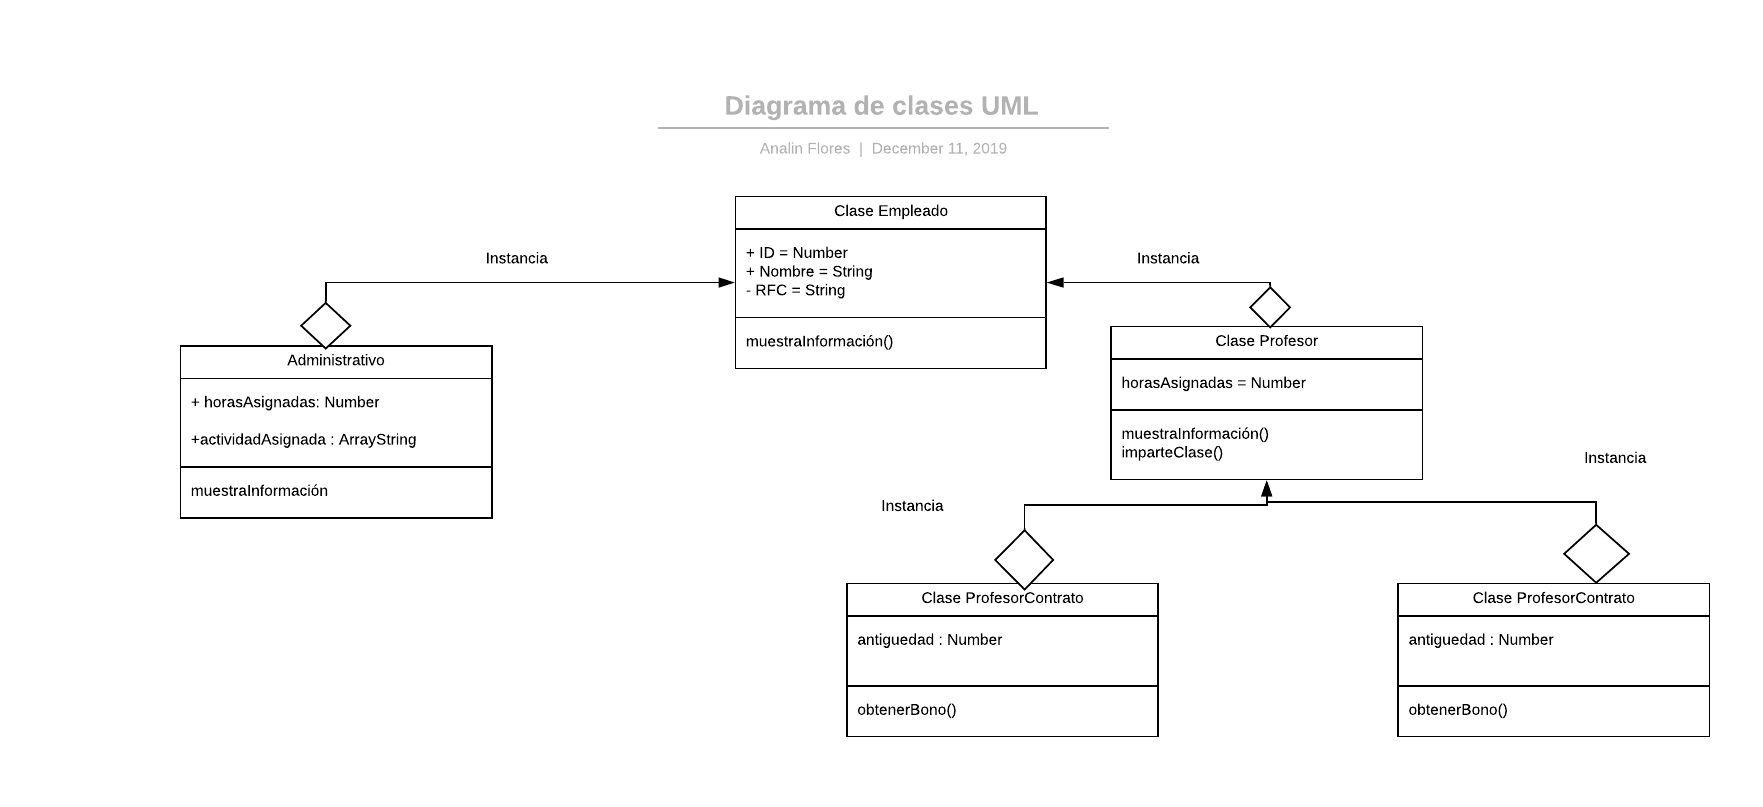 Diagrama de clases UML
Analin Flores | December 11, 2019
Clase Empleado
+ ID = Number
+ Nombre = String
- RFC = String
muestraInformación()
Instancia
Instancia
Administrativo
+ horasAsignadas: Number
+actividadAsignada : ArrayString
muestraInformación
Clase Profesor
horasAsignadas = Number
muestraInformación()
imparteClase()
Instancia
Instancia
Clase ProfesorContrato
antiguedad : Number
obtenerBono()
Clase ProfesorContrato
antiguedad : Number
obtenerBono()